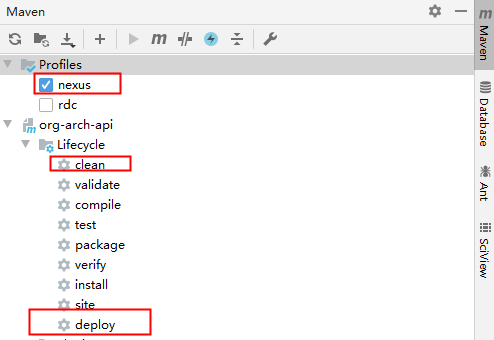 Maven
Profiles
nexus
rdc
org-arch-api
Lifecycle
clean
validate
compile
test
package
verify
install
site
deploy
m Maven
Database
Ant
SciView